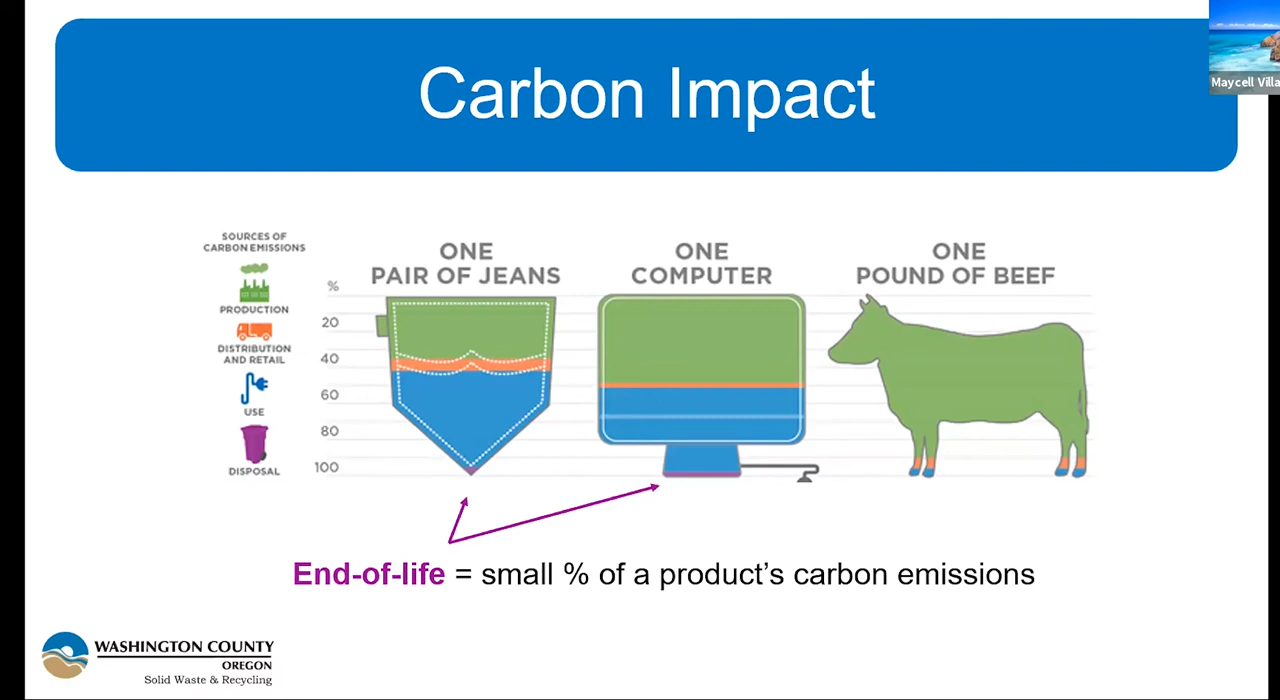 Carbon Impact
Maycell Villa
SOURCES OF
CARBON EMISSIONS
PRODUCTION
DISTRIBUTION
AND RETAIL
USE
DISPOSAL
%
20
40
60
80
100
ONE
PAIR OF JEANS
ONE
COMPUTER
ONE
POUND OF BEEF
End-of-life = small % of a product’s carbon emissions
WASHINGTON COUNTY
OREGON
Solid Waste & Recycling